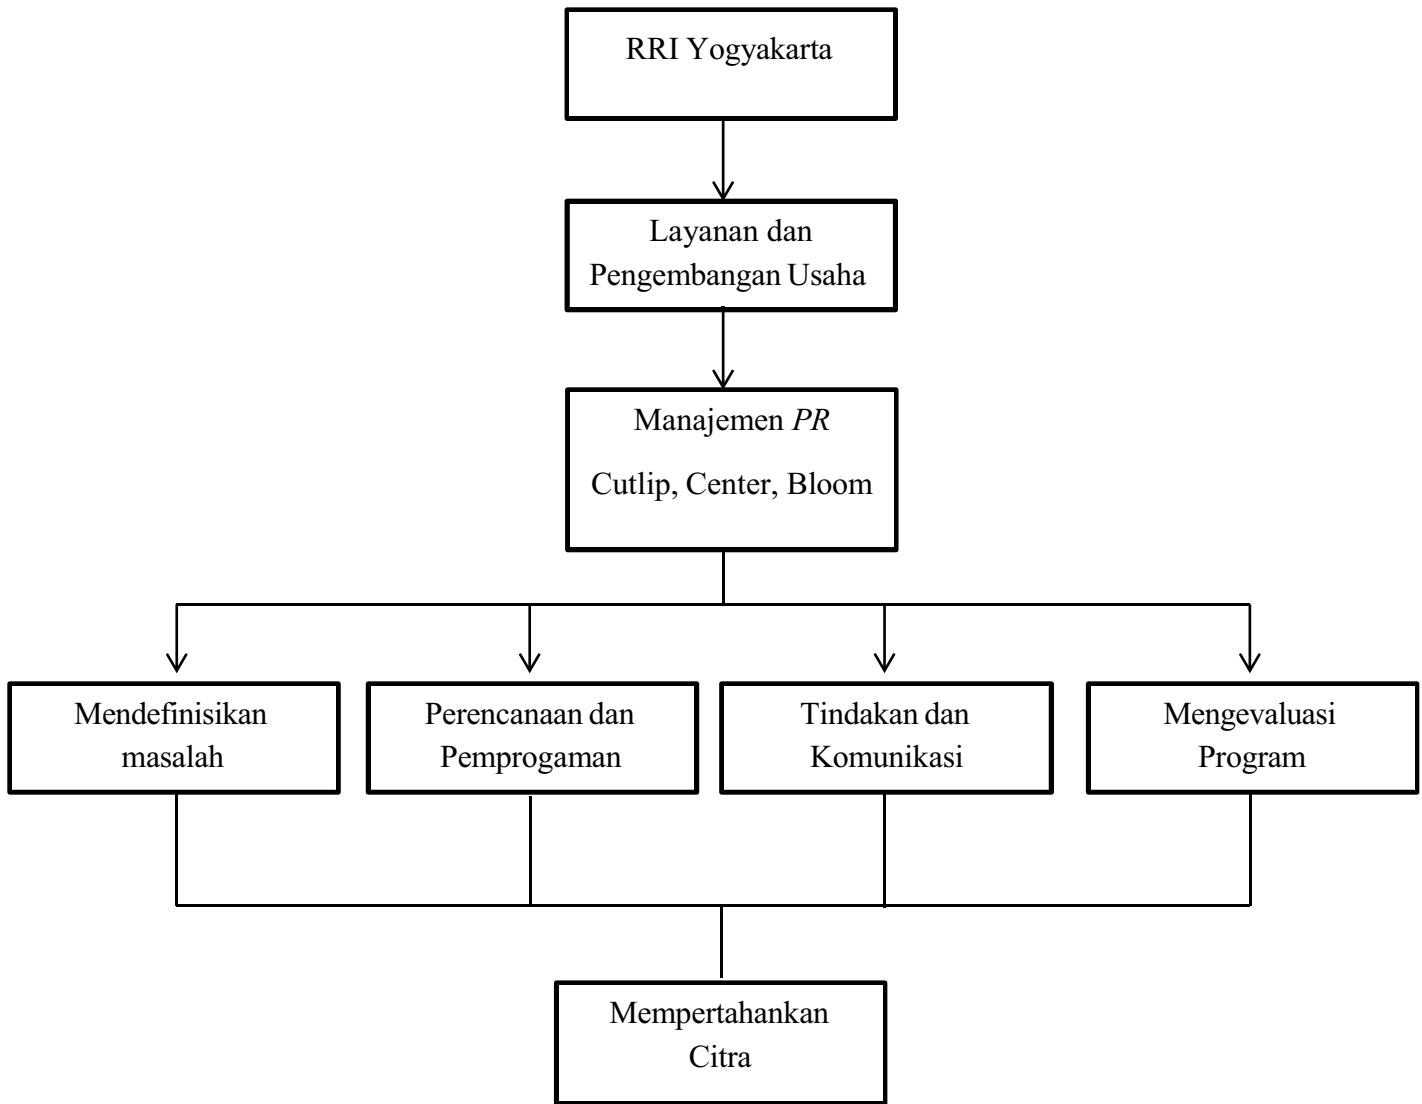 RRI Yogyakarta
Layanan dan
Pengembangan Usaha
Manajemen PR
Cutlip, Center, Bloom
Mendefinisikan
masalah
Perencanaan dan
Pemprogaman
Tindakan dan
Komunikasi
Mengevaluasi
Program
Mempertahankan
Citra